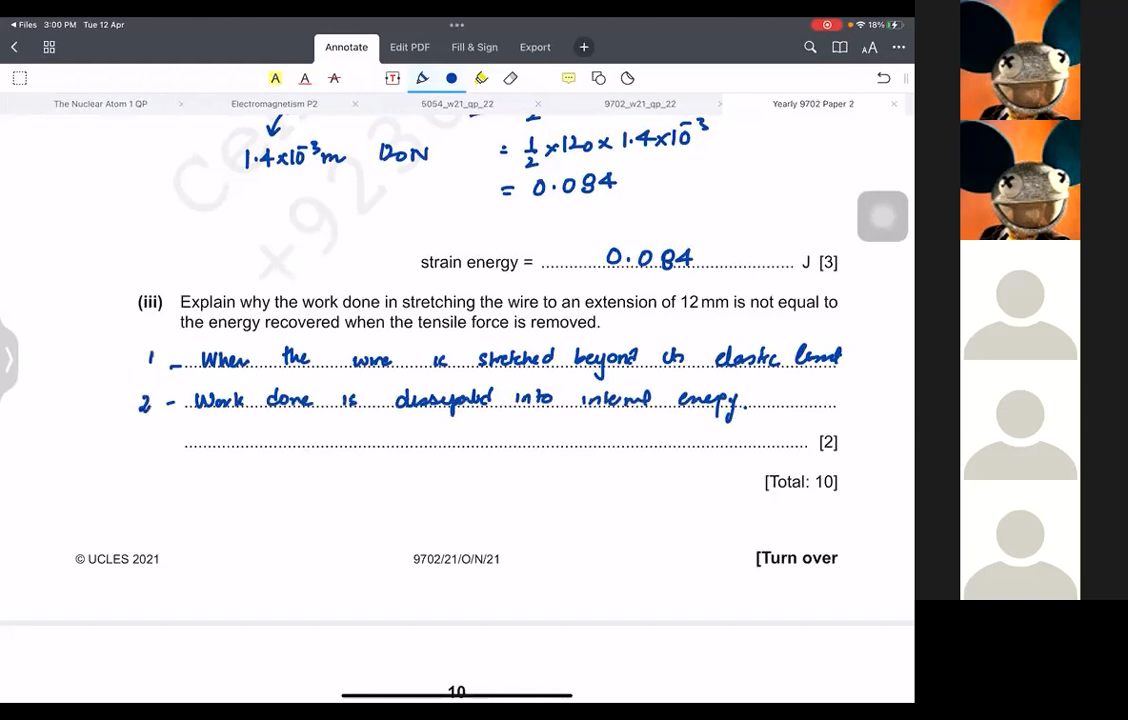 Files 3:00 PM Tue 12 Apr 18%
Annotate Edit PDF Fill & Sign Export
A A A T AA
The Nuclear Atom 1 QP Electromagnetism P2 5054_w21_qp_22 9702_w21_qp_22 Yearly 9702 Paper 2
1.4×10⁻³m 120N = 1/2 ×120× 1.4×10⁻³
= 0.084
strain energy = 0.084 J [3]
(iii) Explain why the work done in stretching the wire to an extension of 12 mm is not equal to
the energy recovered when the tensile force is removed.
1 - When the wire is stretched beyond its elastic limit
2 - Work done is dissipated into internal energy.
[2]
[Total: 10]
© UCLES 2021 9702/21/O/N/21 [Turn over
10